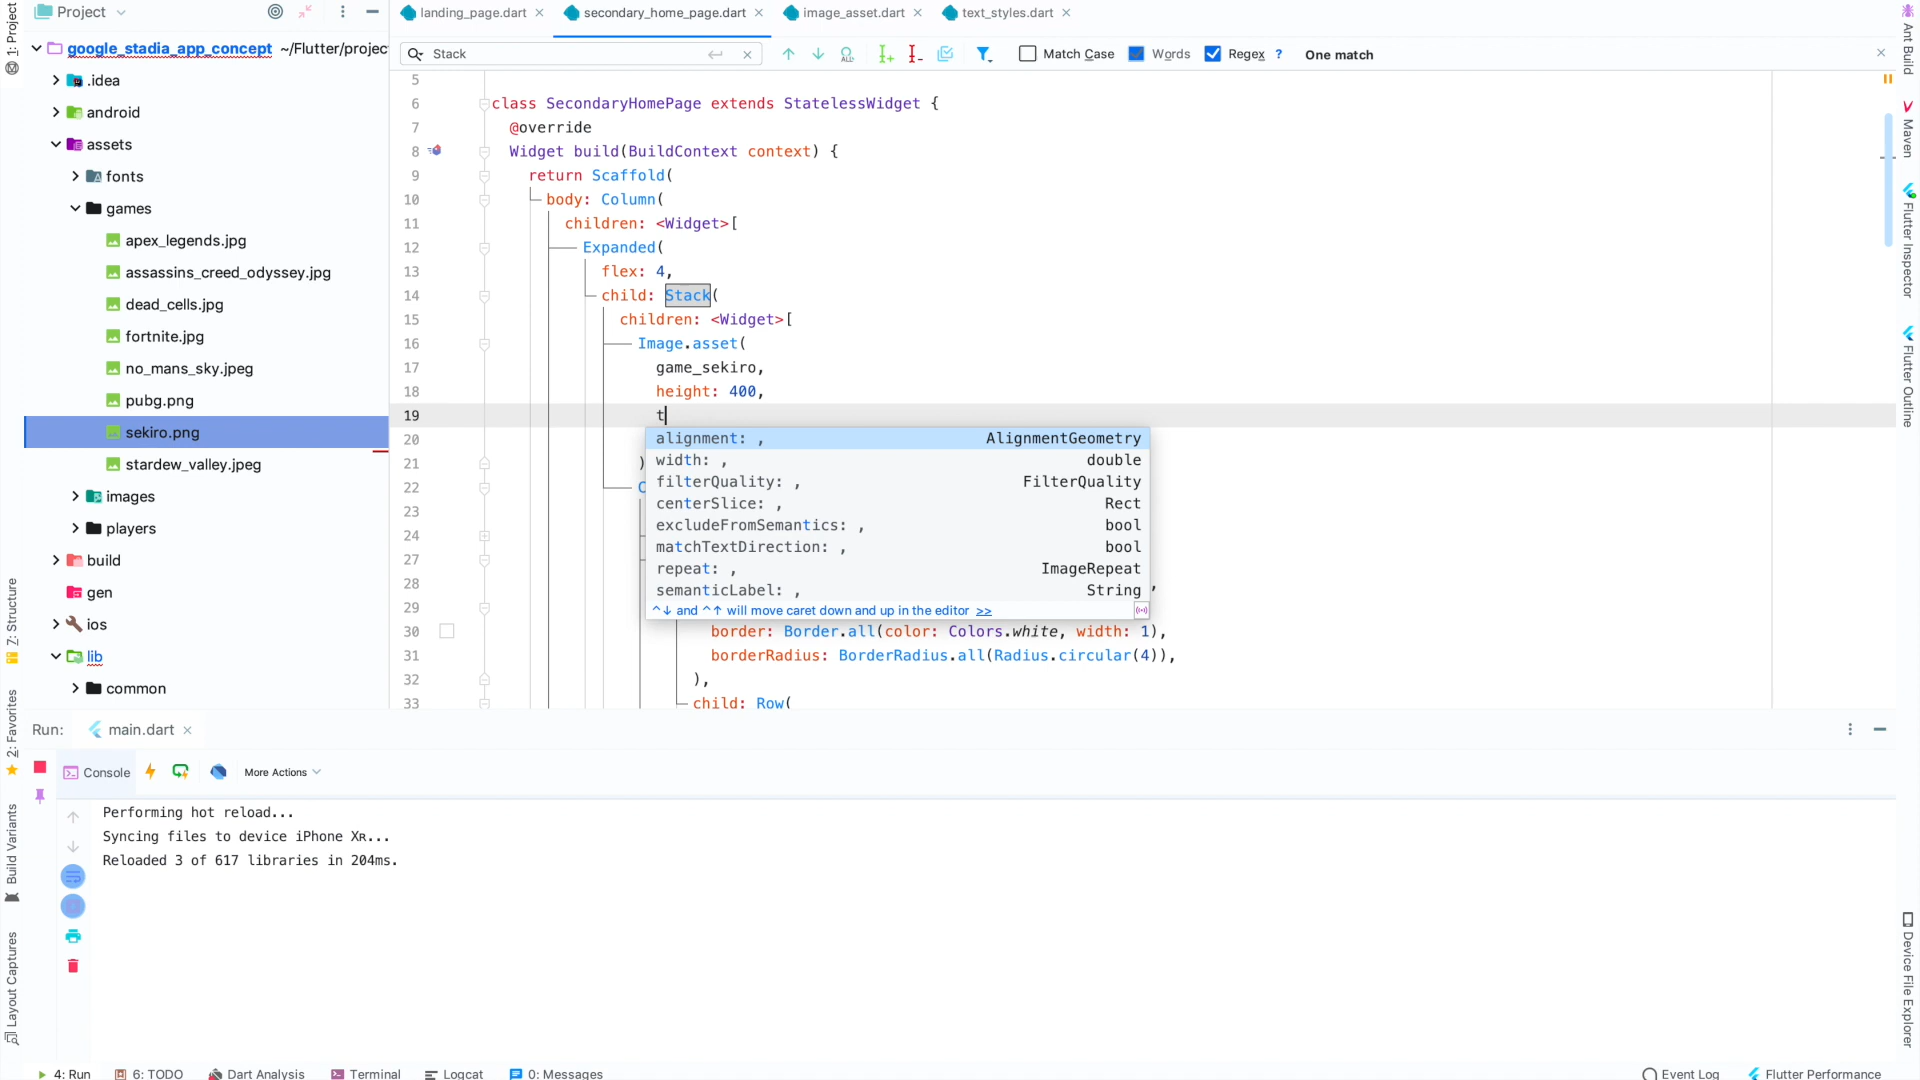 Project
landing_page.dart
secondary_home_page.dart
image_asset.dart
text_styles.dart
1: Project
google_stadia_app_concept ~/Flutter/projec
Stack
Match Case
Words
Regex
?
One match
Ant Build
.idea
android
assets
fonts
games
apex_legends.jpg
assassins_creed_odyssey.jpg
dead_cells.jpg
fortnite.jpg
no_mans_sky.jpeg
pubg.png
sekiro.png
stardew_valley.jpeg
images
players
build
gen
ios
lib
common
5
6 class SecondaryHomePage extends StatelessWidget {
7 @override
8 Widget build(BuildContext context) {
9 return Scaffold(
10 body: Column(
11 children: <Widget>[
12 Expanded(
13 flex: 4,
14 child: Stack(
15 children: <Widget>[
16 Image.asset(
17 game_sekiro,
18 height: 400,
19 t
20
21 )
22 C
23
24
27
28 ,
29
30 border: Border.all(color: Colors.white, width: 1),
31 borderRadius: BorderRadius.all(Radius.circular(4)),
32 ),
33 child: Row(
alignment: , AlignmentGeometry
width: , double
filterQuality: , FilterQuality
centerSlice: , Rect
excludeFromSemantics: , bool
matchTextDirection: , bool
repeat: , ImageRepeat
semanticLabel: , String
^↓ and ^↑ will move caret down and up in the editor >>
Maven
Flutter Inspector
Flutter Outline
Device File Explorer
Z: Structure
2: Favorites
Build Variants
Layout Captures
Run: main.dart
Console
More Actions
Performing hot reload...
Syncing files to device iPhone Xʀ...
Reloaded 3 of 617 libraries in 204ms.
4: Run
6: TODO
Dart Analysis
Terminal
Logcat
0: Messages
Event Log
Flutter Performance